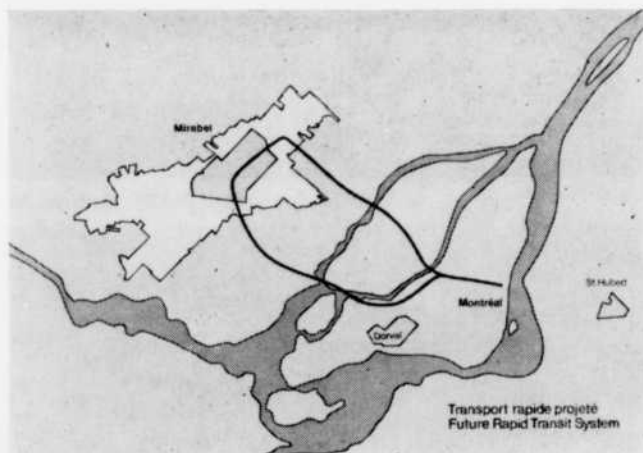 Mirabel
St-Hubert
Montréal
Dorval
Transport rapide projeté
Future Rapid Transit System